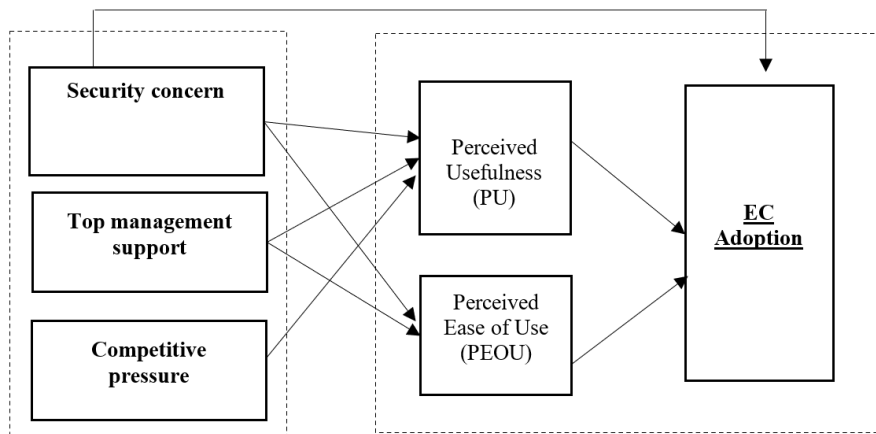 Security concern
Top management
support
Competitive
pressure
Perceived
Usefulness
(PU)
Perceived
Ease of Use
(PEOU)
EC
Adoption